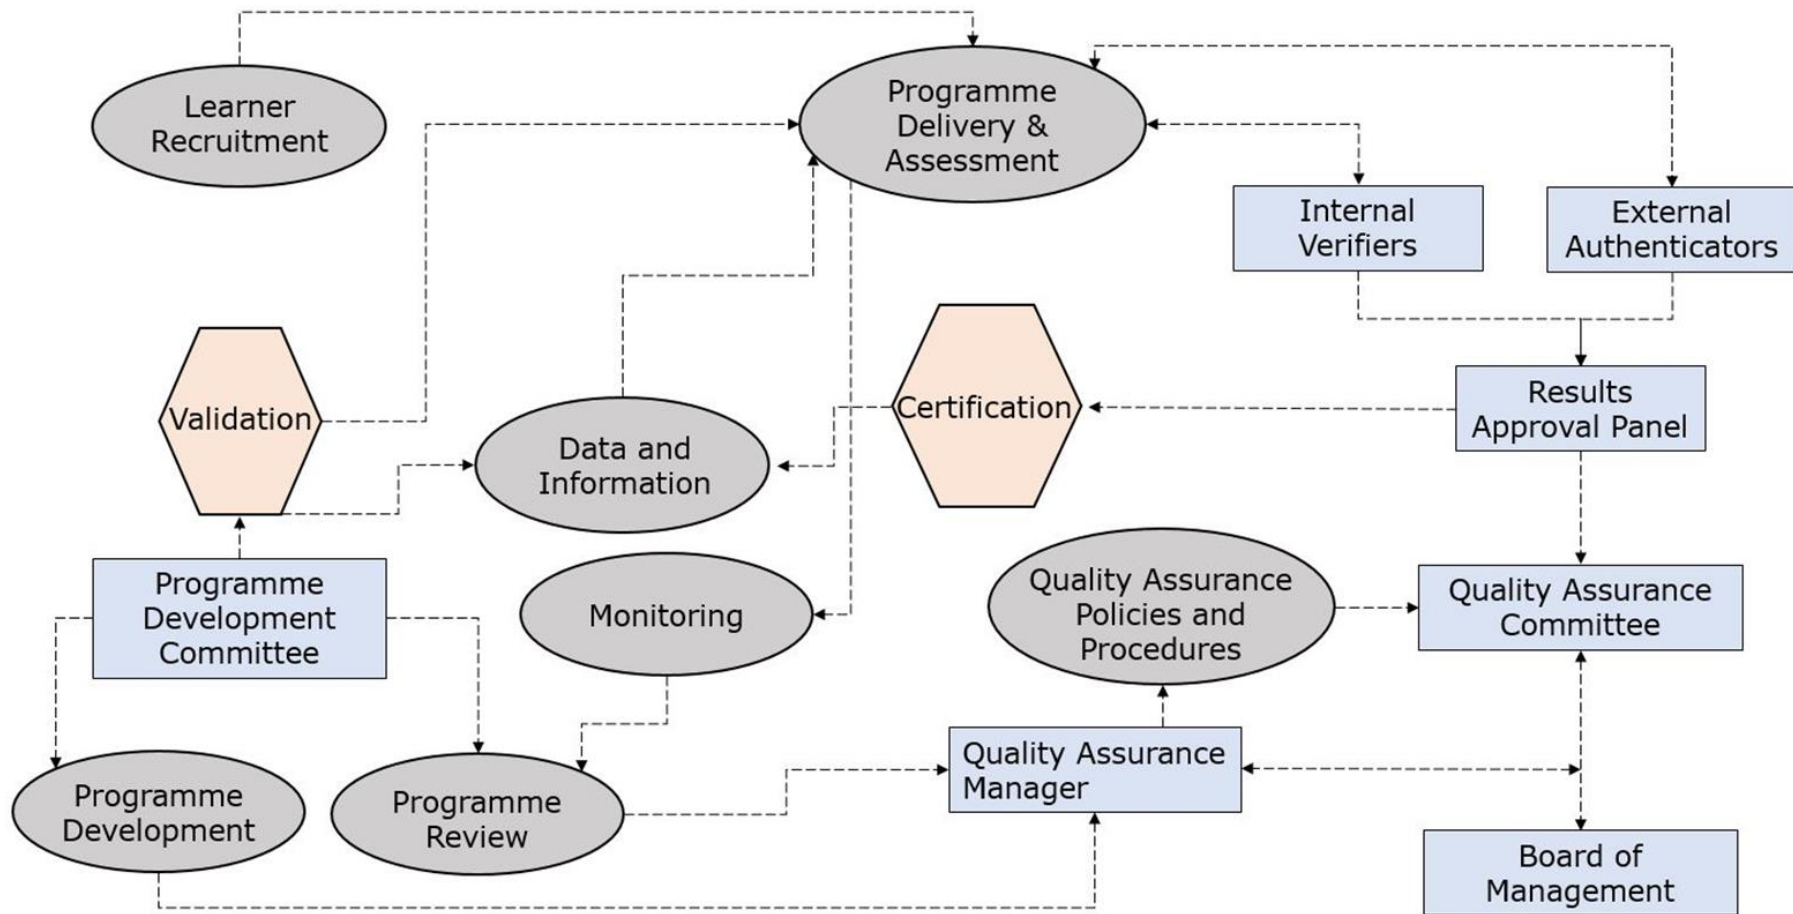 Learner
Recruitment
Programme
Delivery &
Assessment
Internal
Verifiers
External
Authenticators
Validation
Data and
Information
Certification
Results
Approval Panel
Programme
Development
Committee
Monitoring
Quality Assurance
Policies and
Procedures
Quality Assurance
Committee
Programme
Development
Programme
Review
Quality Assurance
Manager
Board of
Management